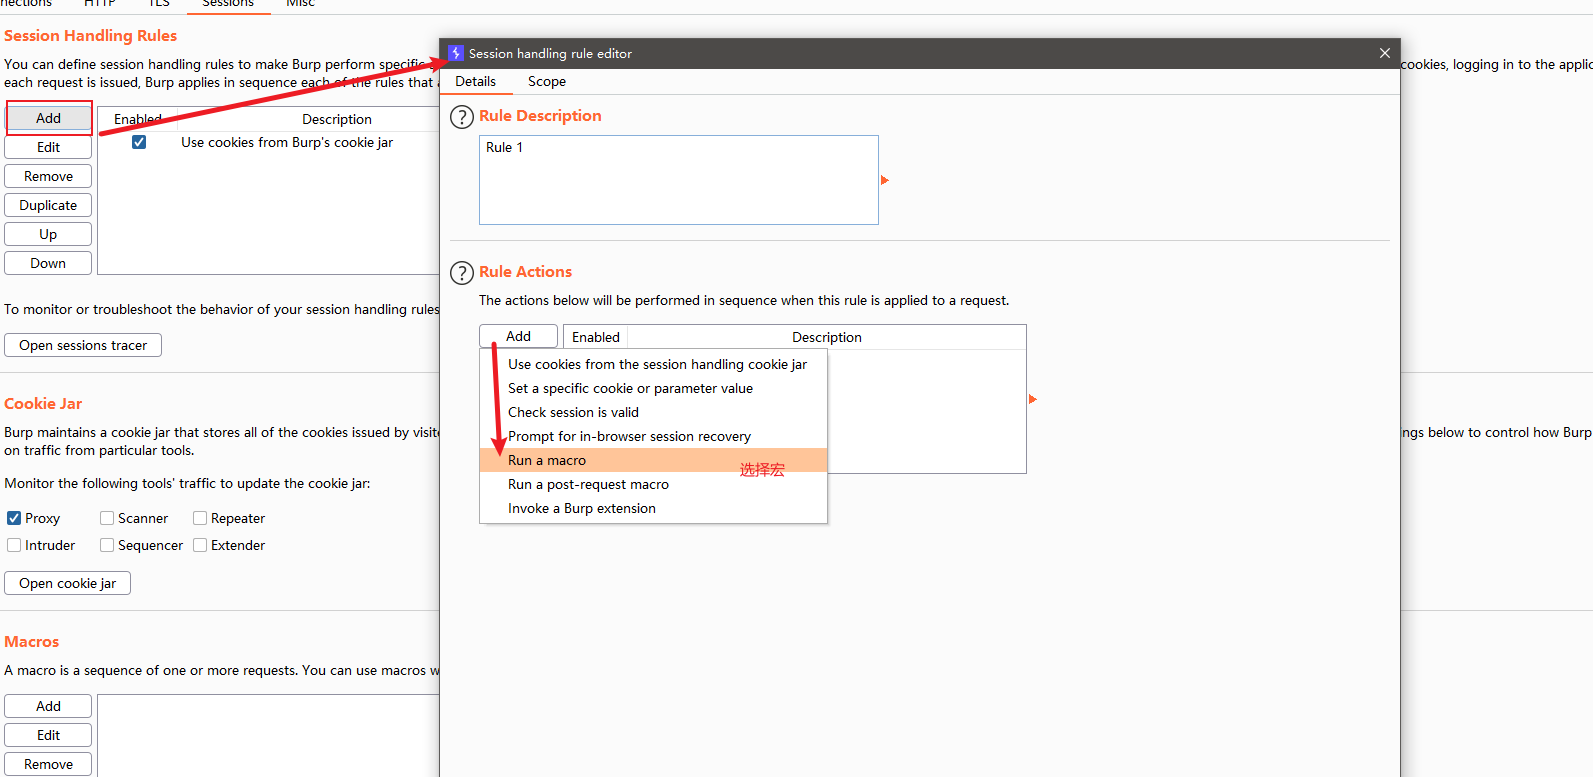 HTTP
TLS
Sessions
Misc
Session Handling Rules
You can define session handling rules to make Burp perform specific
cookies, logging in to the applic
each request is issued, Burp applies in sequence each of the rules that
Add
Edit
Remove
Duplicate
Up
Down
Enabled
Description
Use cookies from Burp's cookie jar
To monitor or troubleshoot the behavior of your session handling rules
Open sessions tracer
Cookie Jar
Burp maintains a cookie jar that stores all of the cookies issued by visite
ngs below to control how Burp
on traffic from particular tools.
Monitor the following tools' traffic to update the cookie jar:
Proxy
Scanner
Repeater
Intruder
Sequencer
Extender
Open cookie jar
Macros
A macro is a sequence of one or more requests. You can use macros w
Add
Edit
Remove
Session handling rule editor
Details
Scope
Rule Description
Rule 1
Rule Actions
The actions below will be performed in sequence when this rule is applied to a request.
Add
Enabled
Description
Use cookies from the session handling cookie jar
Set a specific cookie or parameter value
Check session is valid
Prompt for in-browser session recovery
Run a macro
选择宏
Run a post-request macro
Invoke a Burp extension